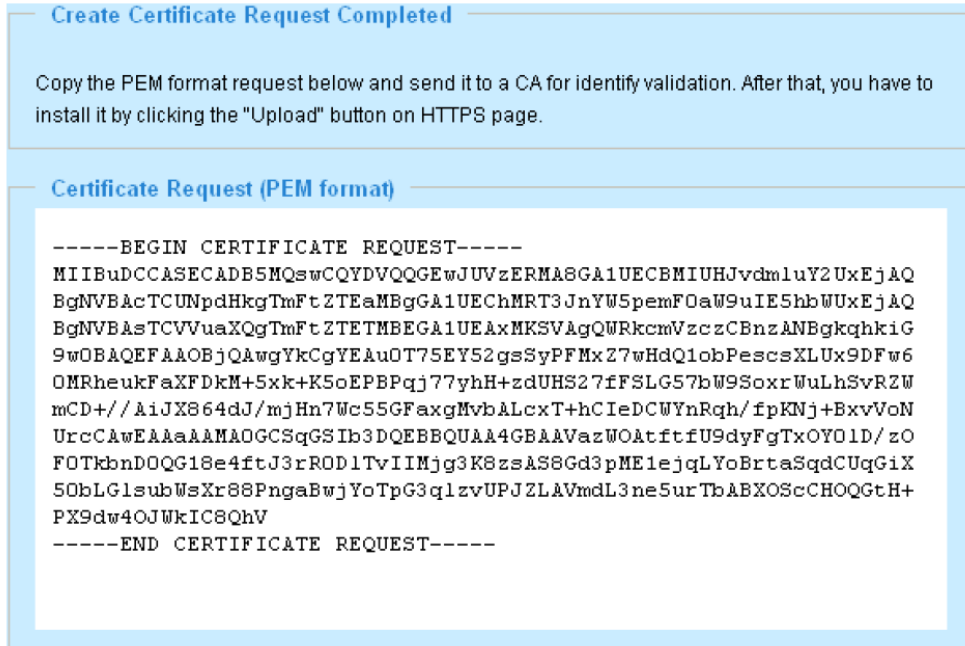 Create Certificate Request Completed
Copy the PEM format request below and send it to a CA for identify validation. After that, you have to
install it by clicking the "Upload" button on HTTPS page.
Certificate Request (PEM format)
-----BEGIN CERTIFICATE REQUEST-----
MIIBuDCCASECADB5MQswCQYDVQQGEwJUVzERMA8GA1UECBMIUHJvdmluY2UxEjAQ
BgNVBAcTCUNpdHkgTmFtZTEaMBgGA1UEChMRT3JnYW5pemF0aW9uIE5hbWUxEjAQ
BgNVBAsTCVVuaXQgTmFtZTETMBEGA1UEAxMKSVAgQWRkcmVzczCBnzANBgkqhkiG
9w0BAQEFAAOBjQAwgYkCgYEAu0T75EY52gsSyPFMxZ7wHdQ1obPescsXLUx9DFw6
OMRheukFaXFDkM+5xk+K5oEPBPqj77yhH+zdUHS27fFSLG57bW9SoxrWuLhSvRZW
mCD+//AiJX864dJ/mjHn7Wc55GFaxgMvbALcxT+hCIeDCWYnRqh/fpKNj+BxvVoN
UrcCAwEAAaAAMA0GCSqGSIb3DQEBBQUAA4GBAAVazWOAtftfU9dyFgTxOYO1D/zO
FOTkbnDOQG18e4ftJ3rRODlTvIIMjg3K8zsAS8Gd3pME1ejqLYoBrtaSqdCUqGiX
5ObLGlsubWsXr88PngaBwjYoTpG3qlzvUPJZLAVmdL3ne5urTbABXOScCHOQGtH+
PX9dw4OJWkIC8QhV
-----END CERTIFICATE REQUEST-----